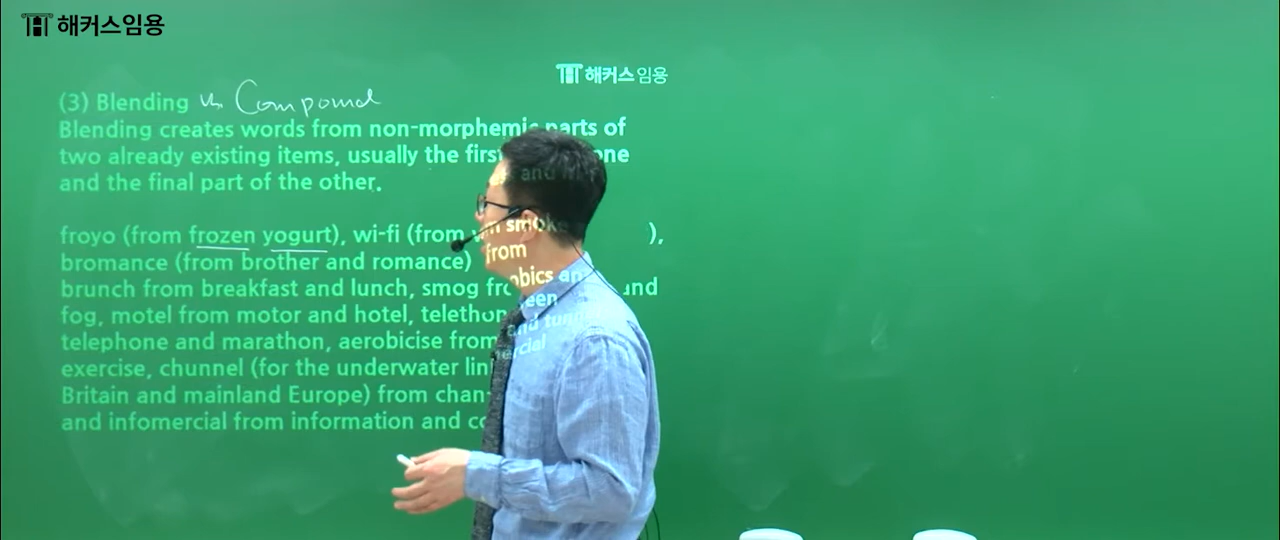 해커스임용
해커스임용
(3) Blending vs. Compound
Blending creates words from non-morphemic parts of
two already existing items, usually the first one
and the final part of the other.
froyo (from frozen yogurt), wi-fi (from ),
bromance (from brother and romance)
brunch from breakfast and lunch, smog and
fog, motel from motor and hotel,
telephone and marathon, aerobicise from
exercise, chunnel (for the underwater
Britain and mainland Europe) from chan-
and infomercial from information and